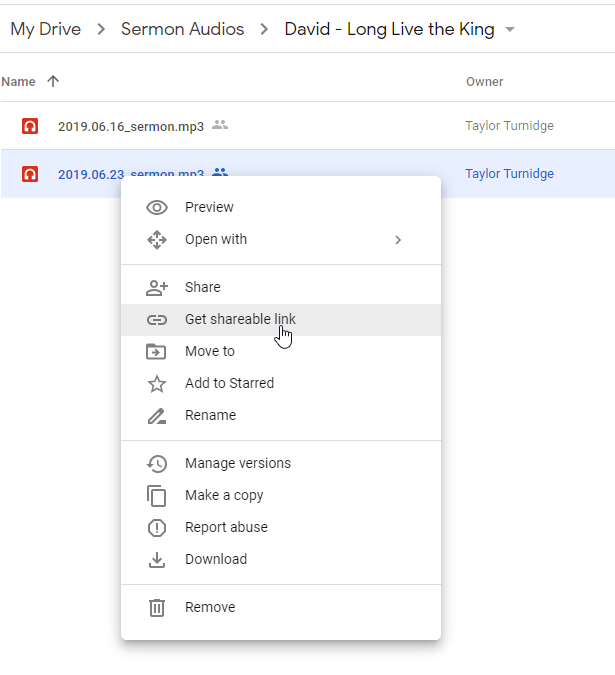 My Drive > Sermon Audios > David - Long Live the King
Name Owner
2019.06.16_sermon.mp3 Taylor Turnidge
2019.06.23_sermon.mp3 Taylor Turnidge
Preview
Open with
Share
Get shareable link
Move to
Add to Starred
Rename
Manage versions
Make a copy
Report abuse
Download
Remove